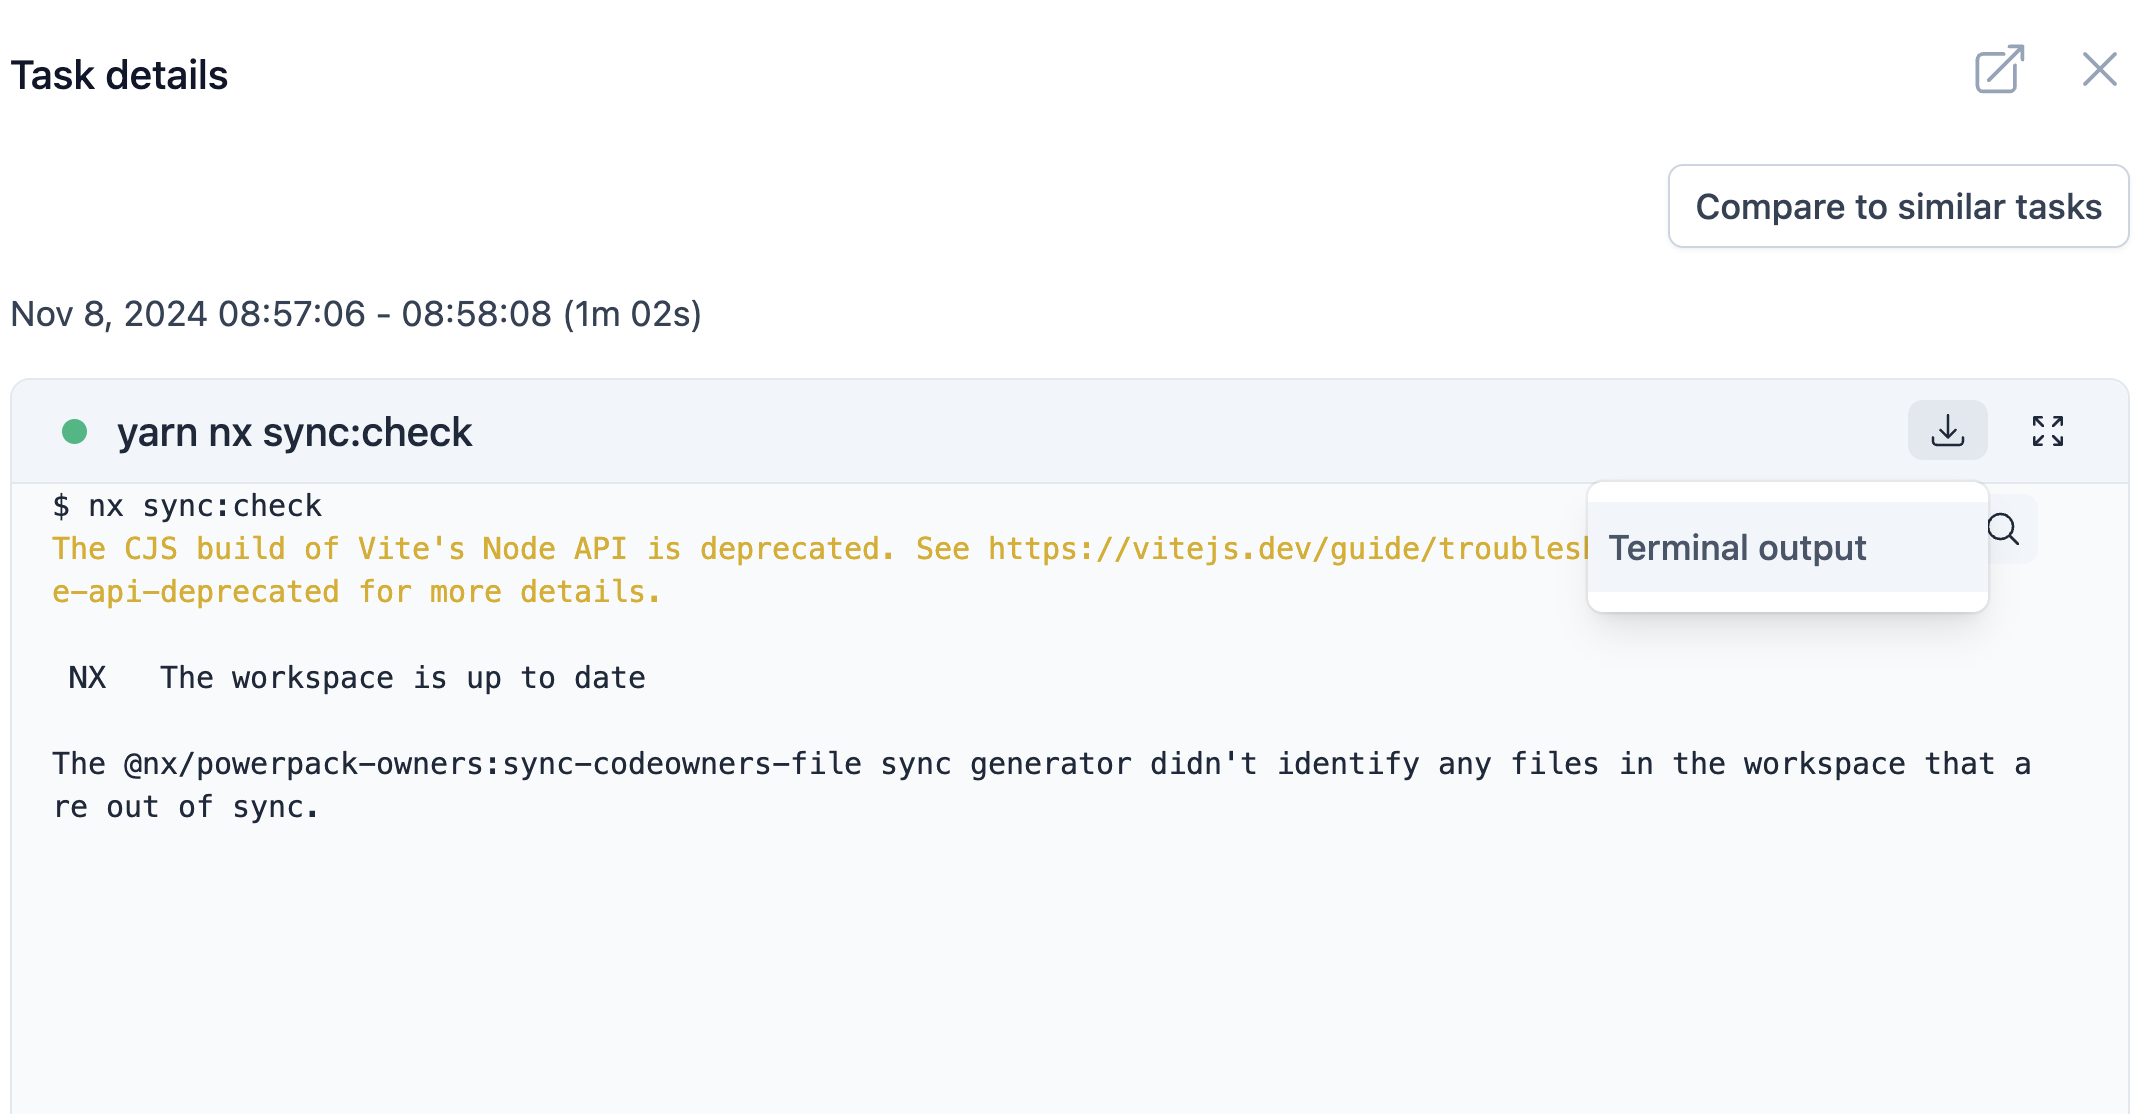 Task details
Compare to similar tasks
Nov 8, 2024 08:57:06 - 08:58:08 (1m 02s)
yarn nx sync:check
$ nx sync:check
The CJS build of Vite's Node API is deprecated. See https://vitejs.dev/guide/troubles
Terminal output
e-api-deprecated for more details.
NX The workspace is up to date
The @nx/powerpack-owners:sync-codeowners-file sync generator didn't identify any files in the workspace that a
re out of sync.